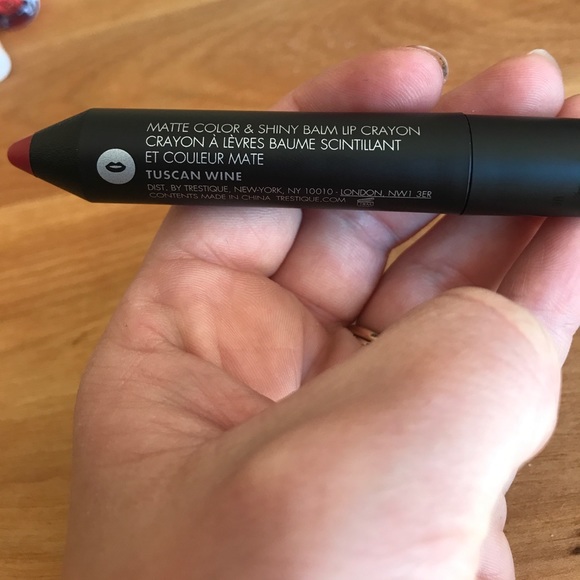 MATTE COLOR & SHINY BALM LIP CRAYON
CRAYON À LÈVRES BAUME SCINTILLANT
ET COULEUR MATE
TUSCAN WINE
DIST. BY TRESTIQUE, NEW-YORK, NY 10010 - LONDON, NW1 3ER
CONTENTS MADE IN CHINA. TRESTIQUE.COM